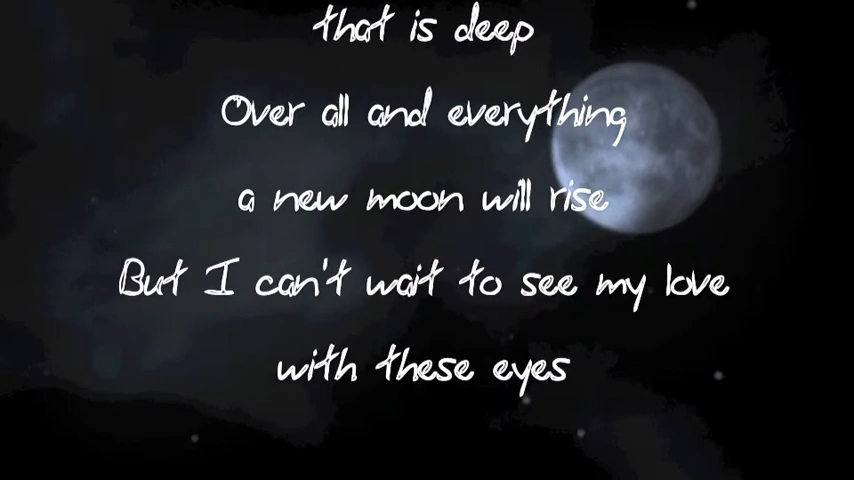 that is deep
Over all and everything
a new moon will rise
But I can't wait to see my love
with these eyes